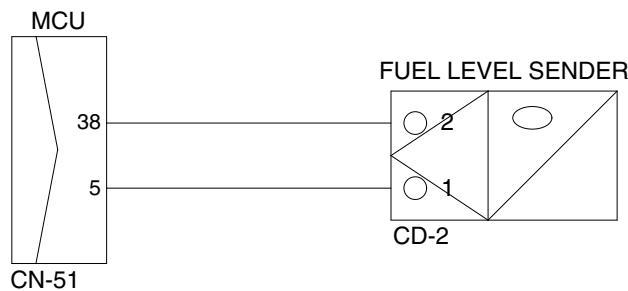 MCU
FUEL LEVEL SENDER
38
2
5
1
CD-2
CN-51